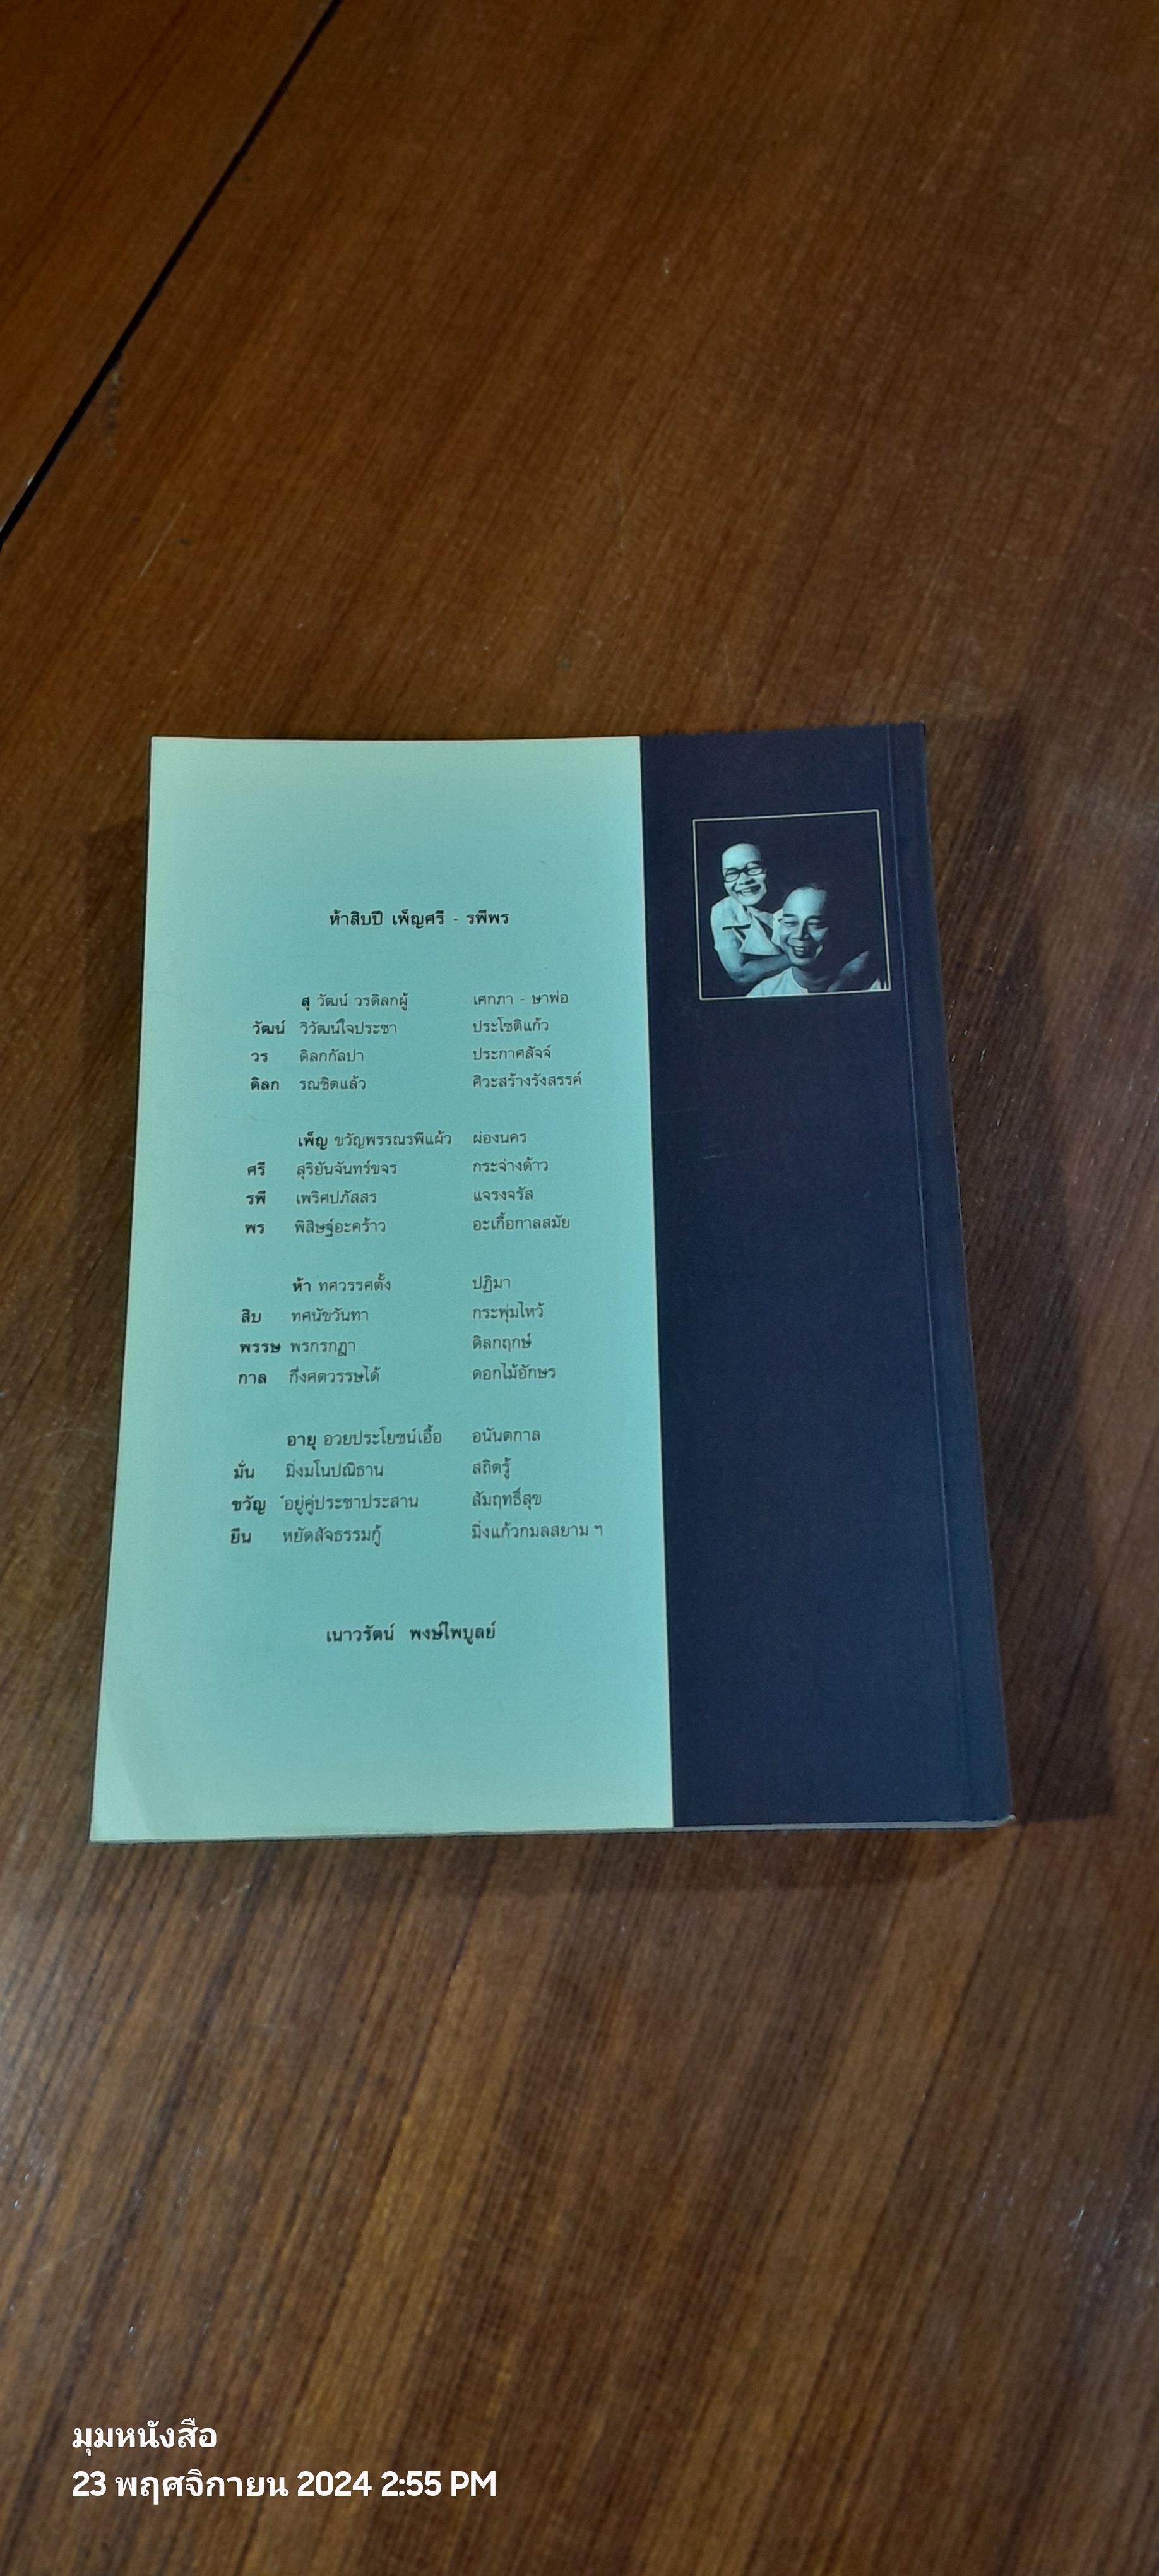 ห้าสิบปี เพ็ญศรี - รพีพร
สุ วัฒน์ วรดิลกผู้ เศกภา - ษาพ่อ
วัฒน์ วิวัฒน์ใจประชา ประโชติแก้ว
วร ดิลกกัลปา ประกาศสัจจ์
ดิลก รณชิตแล้ว ศิวะสร้างรังสรรค์
เพ็ญ ขวัญพรรณรพีแผ้ว ผ่องนคร
ศรี สุริยันจันทร์ขจร กระจ่างด้าว
รพี เพริศปภัสสร แจรงจรัส
พร พิสิษฐ์อะคร้าว อะเคื้อกาลสมัย
ห้า ทศวรรศตั้ง ปฏิมา
สิบ ทศนัขวันทา กระพุ่มไหว้
พรรษ พรกรกฎา ดิลกฤกษ์
กาล กึ่งศตวรรษได้ ดอกไม้อักษร
อายุ อวยประโยชน์เอื้อ อนันตกาล
มั่น มิ่งมโนปณิธาน สถิตรู้
ขวัญ อยู่คู่ประชาประสาน สัมฤทธิ์สุข
ยืน หยัดสัจธรรมกู้ มิ่งแก้วกมลสยาม ฯ
เนาวรัตน์ พงษ์ไพบูลย์
มุมหนังสือ
23 พฤศจิกายน 2024 2:55 PM